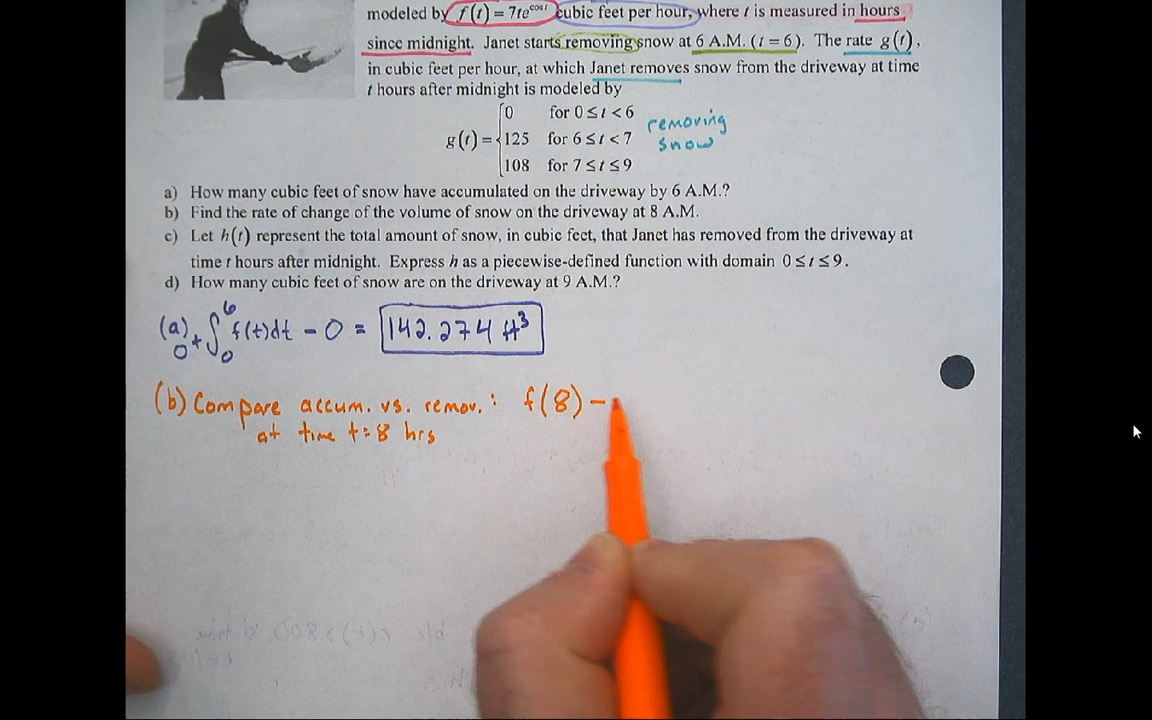 modeled by f(t) = 7te^cos t cubic feet per hour, where t is measured in hours
since midnight. Janet starts removing snow at 6 A.M. (t = 6). The rate g(t),
in cubic feet per hour, at which Janet removes snow from the driveway at time
t hours after midnight is modeled by
g(t) = { 0 for 0 ≤ t < 6
125 for 6 ≤ t < 7
108 for 7 ≤ t ≤ 9
removing
snow
a) How many cubic feet of snow have accumulated on the driveway by 6 A.M.?
b) Find the rate of change of the volume of snow on the driveway at 8 A.M.
c) Let h(t) represent the total amount of snow, in cubic feet, that Janet has removed from the driveway at
time t hours after midnight. Express h as a piecewise-defined function with domain 0 ≤ t ≤ 9.
d) How many cubic feet of snow are on the driveway at 9 A.M.?
(a) 0 + ∫₀⁶ f(t)dt - 0 = 142.274 ft³
(b) Compare accum. vs. remov. : f(8) -
at time t=8 hrs